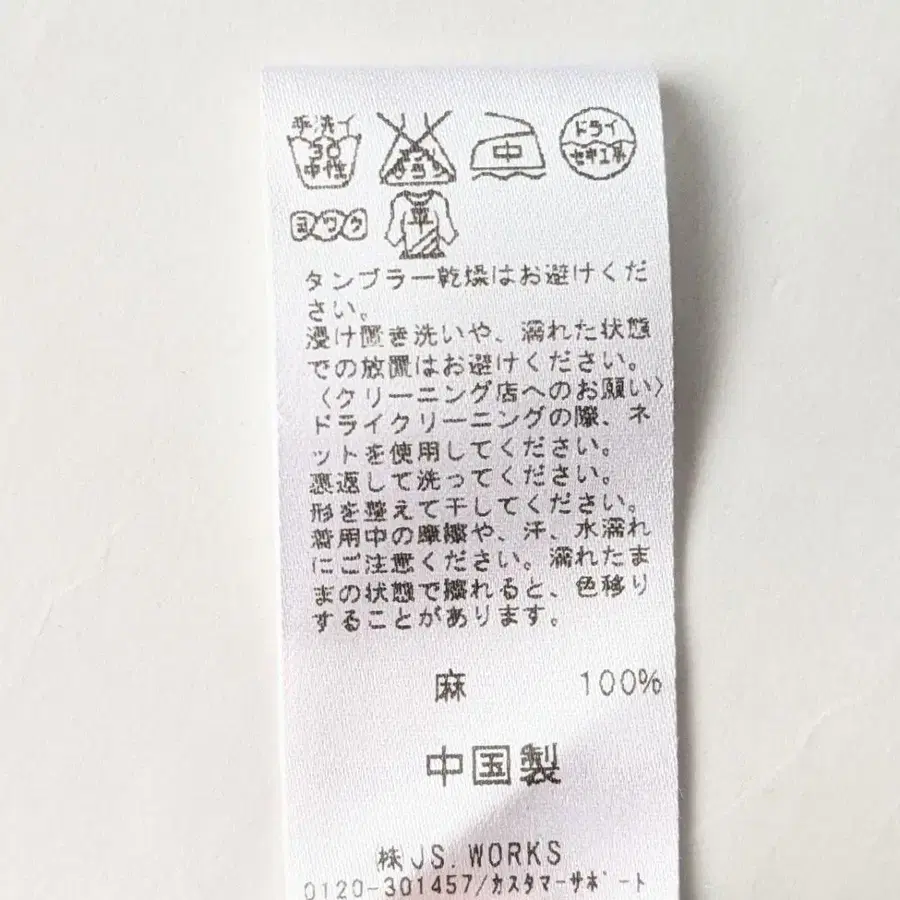 手洗イ
30
中性
エンソサラシ
中
ドライ
セキユ系
ヨワク
平
タンブラー乾燥はお避けくだ
さい。
浸け置き洗いや、濡れた状態
での放置はお避けください。
〈クリーニング店へのお願い〉
ドライクリーニングの際、ネ
ットを使用してください。
裏返して洗ってください。
形を整えて干してください。
着用中の摩擦や、汗、水濡れ
にご注意ください。濡れたま
まの状態で擦れると、色移り
することがあります。
麻 100%
中国製
㈱JS.WORKS
0120-301457/カスタマーサポート